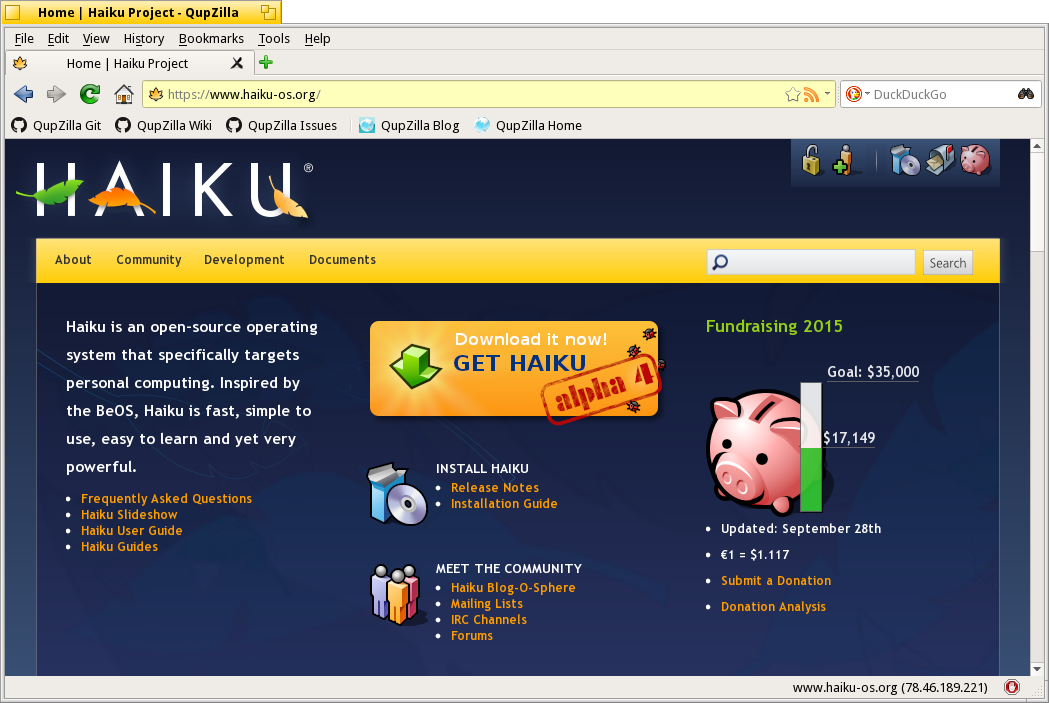 Home | Haiku Project - QupZilla
File Edit View History Bookmarks Tools Help
Home | Haiku Project
https://www.haiku-os.org/
DuckDuckGo
QupZilla Git QupZilla Wiki QupZilla Issues QupZilla Blog QupZilla Home
HAIKU®
About Community Development Documents
Search
Haiku is an open-source operating
system that specifically targets
personal computing. Inspired by
the BeOS, Haiku is fast, simple to
use, easy to learn and yet very
powerful.
Frequently Asked Questions
Haiku Slideshow
Haiku User Guide
Haiku Guides
Download it now!
GET HAIKU
alpha 4
INSTALL HAIKU
Release Notes
Installation Guide
MEET THE COMMUNITY
Haiku Blog-O-Sphere
Mailing Lists
IRC Channels
Forums
Fundraising 2015
Goal: $35,000
$17,149
Updated: September 28th
€1 = $1.117
Submit a Donation
Donation Analysis
www.haiku-os.org (78.46.189.221)